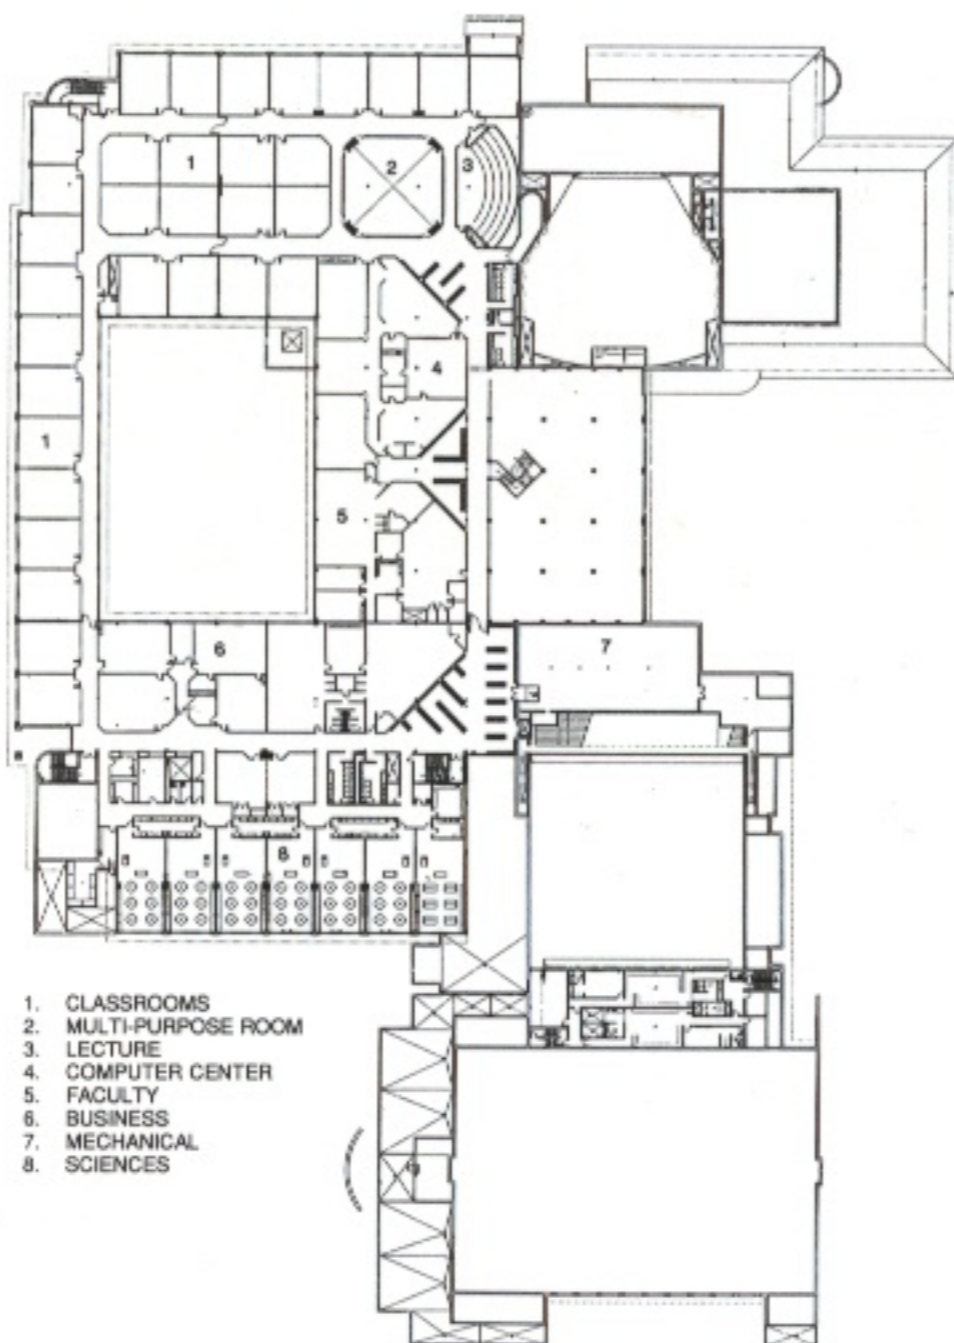 1
2
3
4
1
5
6
7
8
1. CLASSROOMS
2. MULTI-PURPOSE ROOM
3. LECTURE
4. COMPUTER CENTER
5. FACULTY
6. BUSINESS
7. MECHANICAL
8. SCIENCES